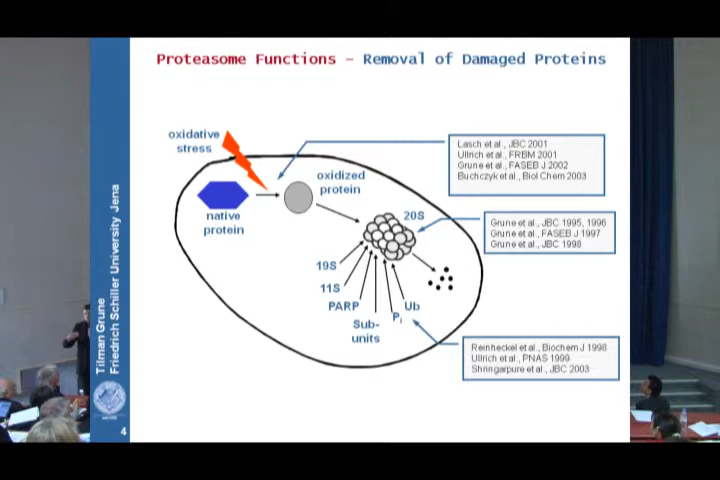 Proteasome Functions – Removal of Damaged Proteins
oxidative
stress
native
protein
oxidized
protein
20S
19S
11S
PARP
Sub-
units
Pi
Ub
Lasch et al., JBC 2001
Ullrich et al., FRBM 2001
Grune et al., FASEB J 2002
Buchczyk et al., Biol Chem 2003
Grune et al., JBC 1995, 1996
Grune et al., FASEB J 1997
Grune et al., JBC 1998
Reinheckel et al., Biochem J 1998
Ullrich et al., PNAS 1999
Shringarpure et al., JBC 2003
Tilman Grune
Friedrich Schiller University Jena
4